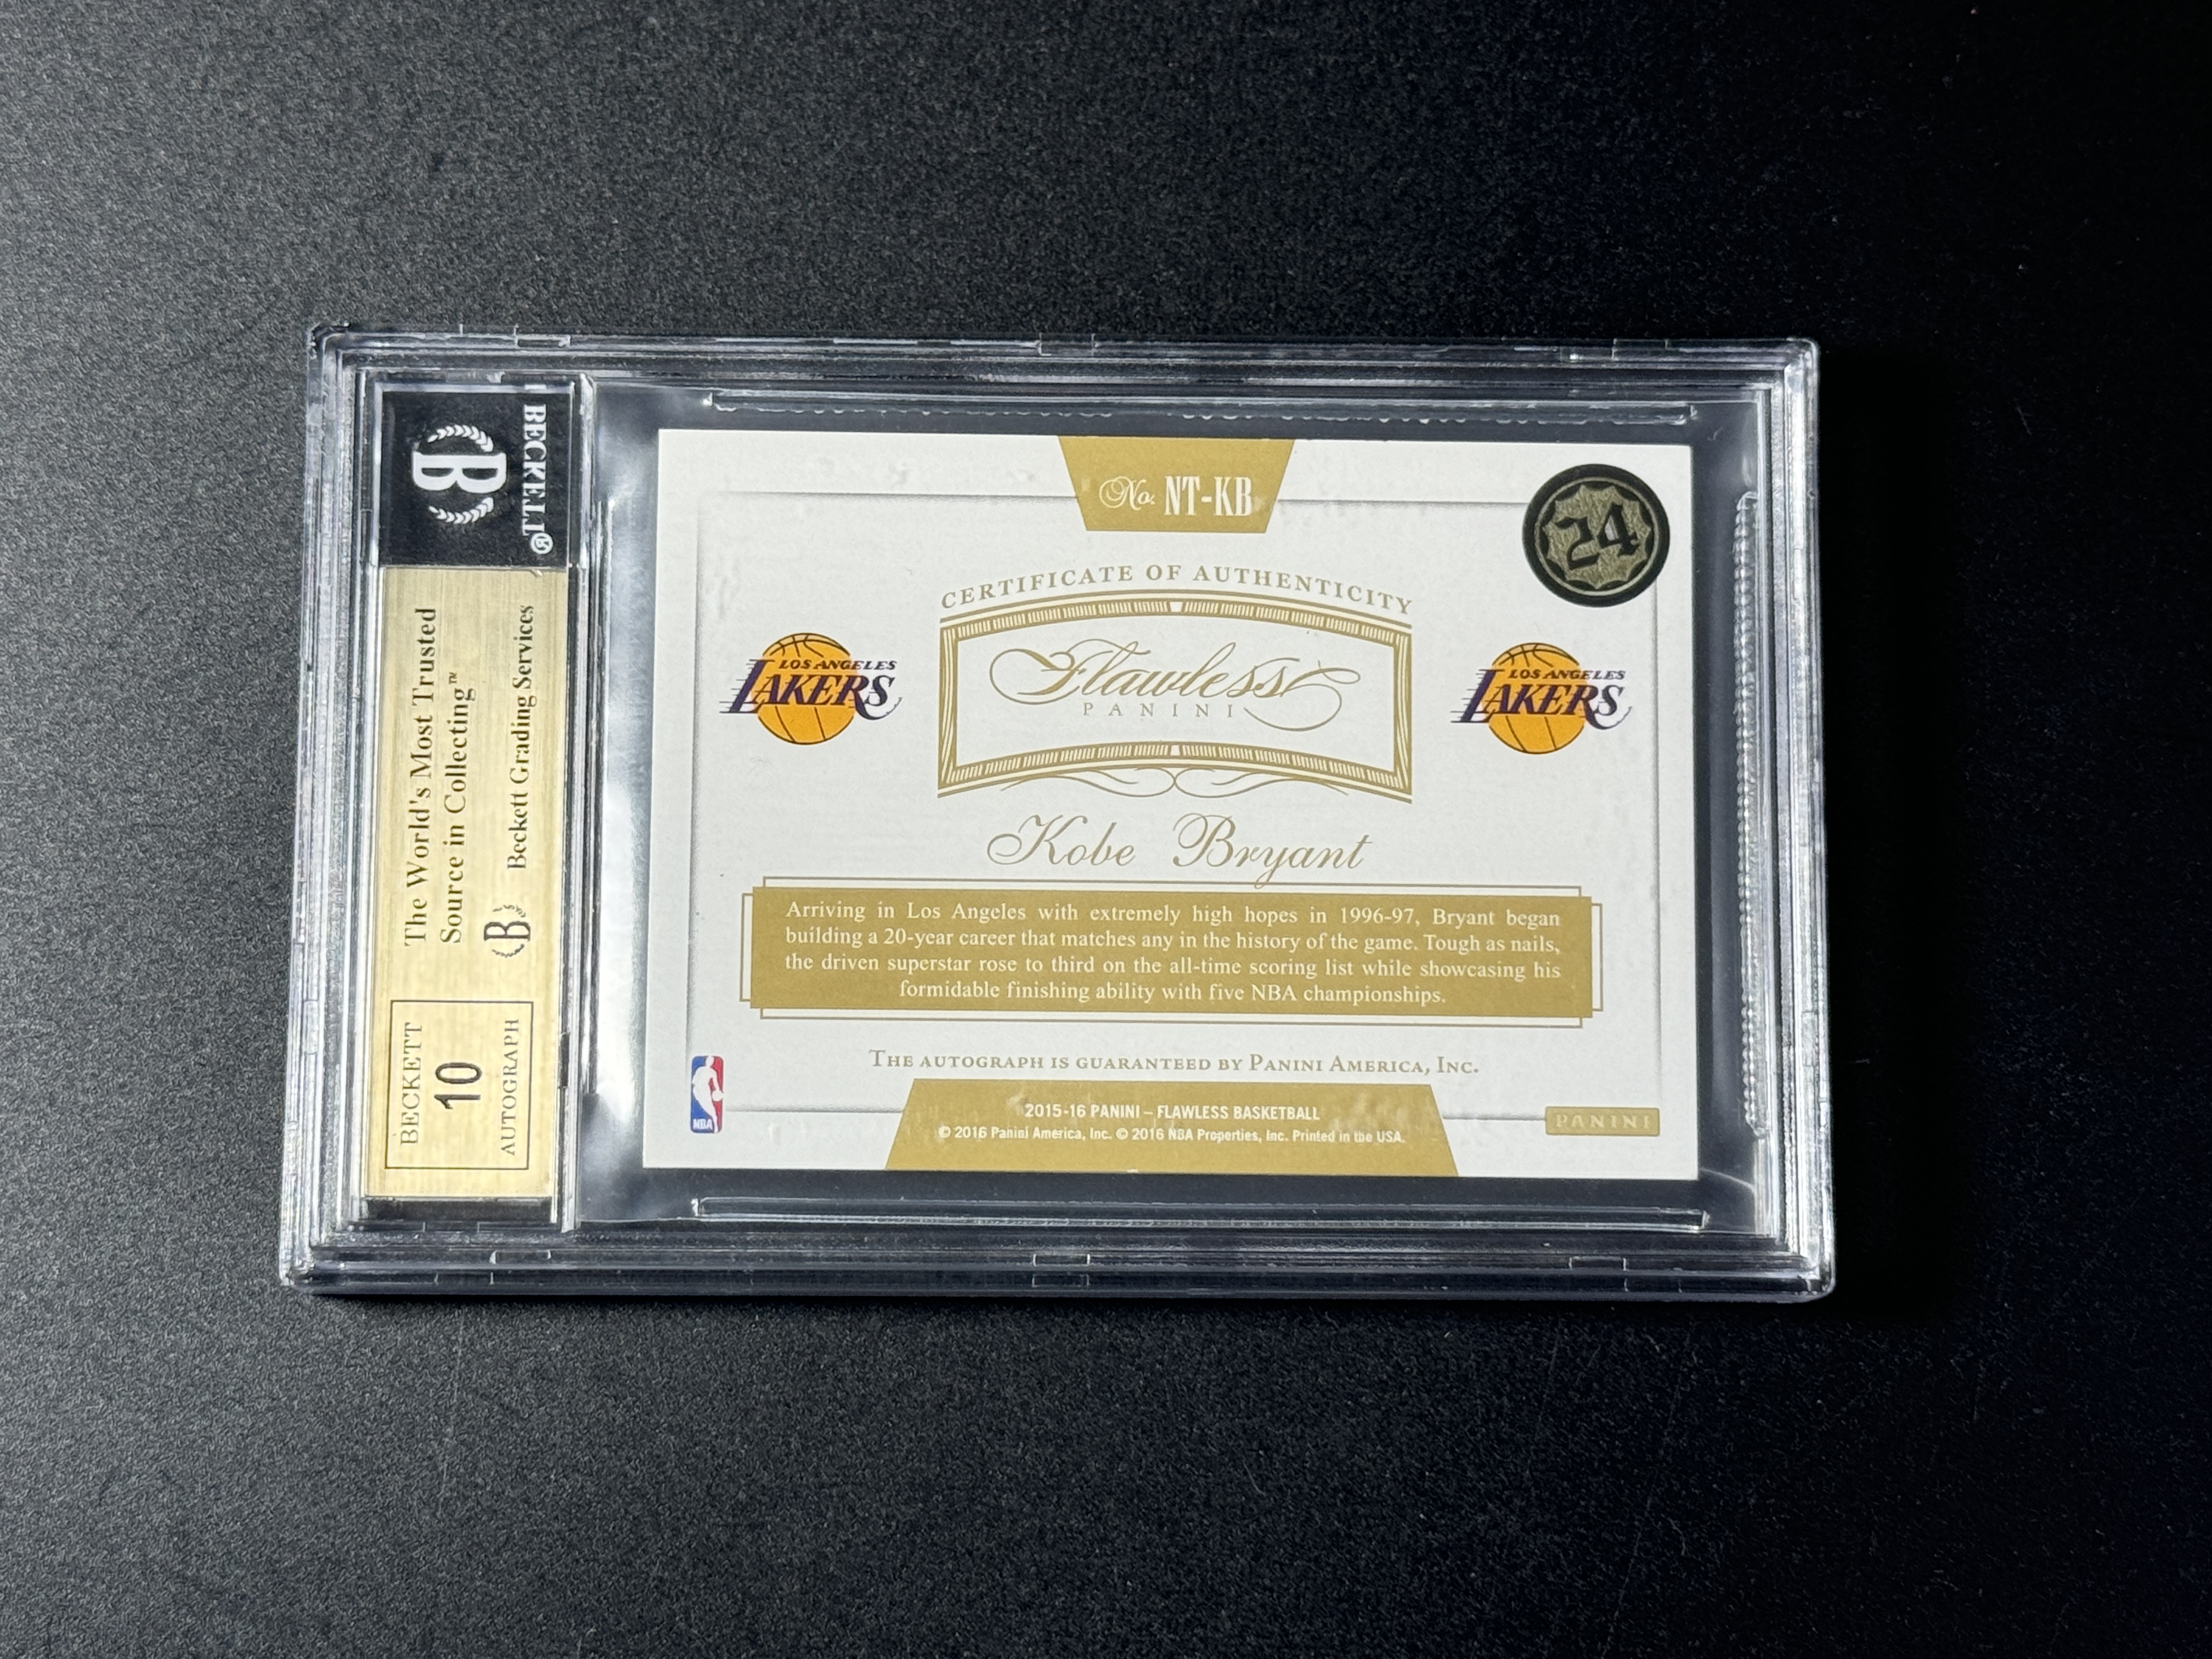 BECKETT®
B
The World's Most Trusted
Source in Collecting™
B Beckett Grading Services
BECKETT
10
AUTOGRAPH
No. NT-KB
24
CERTIFICATE OF AUTHENTICITY
Flawless
PANINI
LOS ANGELES
LAKERS
LOS ANGELES
LAKERS
Kobe Bryant
Arriving in Los Angeles with extremely high hopes in 1996-97, Bryant began
building a 20-year career that matches any in the history of the game. Tough as nails,
the driven superstar rose to third on the all-time scoring list while showcasing his
formidable finishing ability with five NBA championships.
THE AUTOGRAPH IS GUARANTEED BY PANINI AMERICA, INC.
NBA
2015-16 PANINI – FLAWLESS BASKETBALL
© 2016 Panini America, Inc. © 2016 NBA Properties, Inc. Printed in the USA.
PANINI